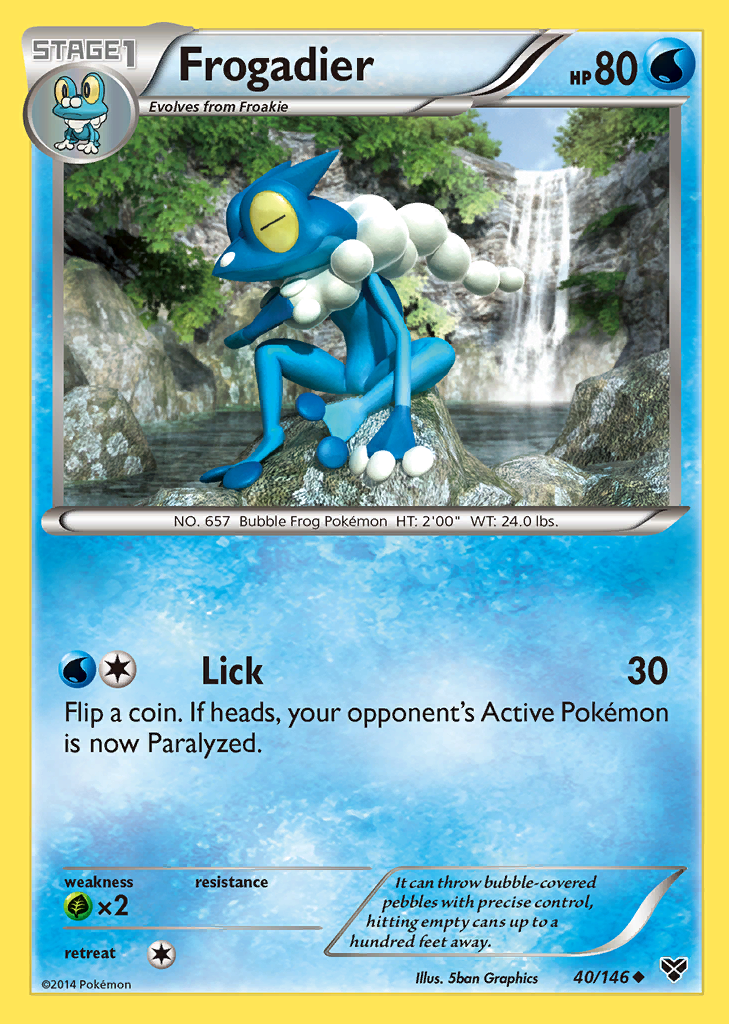 STAGE1
Frogadier
HP 80
Evolves from Froakie
NO. 657 Bubble Frog Pokémon HT: 2'00" WT: 24.0 lbs.
Lick 30
Flip a coin. If heads, your opponent's Active Pokémon
is now Paralyzed.
weakness resistance
×2
It can throw bubble-covered
pebbles with precise control,
hitting empty cans up to a
hundred feet away.
retreat
©2014 Pokémon
Illus. 5ban Graphics 40/146